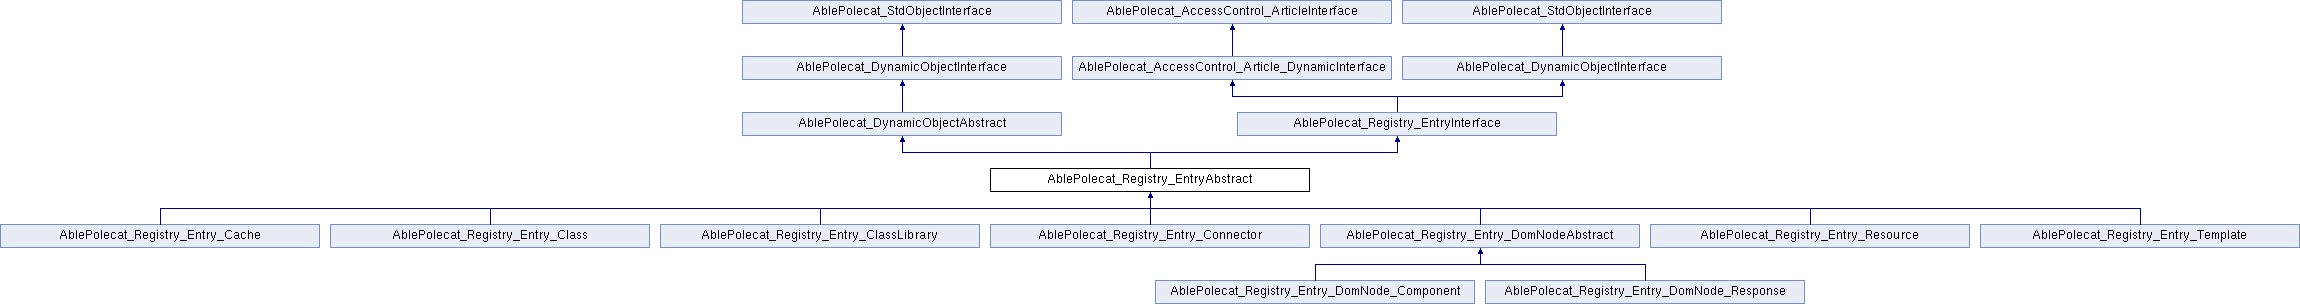 AblePolecat_StdObjectInterface
AblePolecat_AccessControl_ArticleInterface
AblePolecat_StdObjectInterface
AblePolecat_DynamicObjectInterface
AblePolecat_AccessControl_Article_DynamicInterface
AblePolecat_DynamicObjectInterface
AblePolecat_DynamicObjectAbstract
AblePolecat_Registry_EntryInterface
AblePolecat_Registry_EntryAbstract
AblePolecat_Registry_Entry_Cache
AblePolecat_Registry_Entry_Class
AblePolecat_Registry_Entry_ClassLibrary
AblePolecat_Registry_Entry_Connector
AblePolecat_Registry_Entry_DomNodeAbstract
AblePolecat_Registry_Entry_Resource
AblePolecat_Registry_Entry_Template
AblePolecat_Registry_Entry_DomNode_Component
AblePolecat_Registry_Entry_DomNode_Response